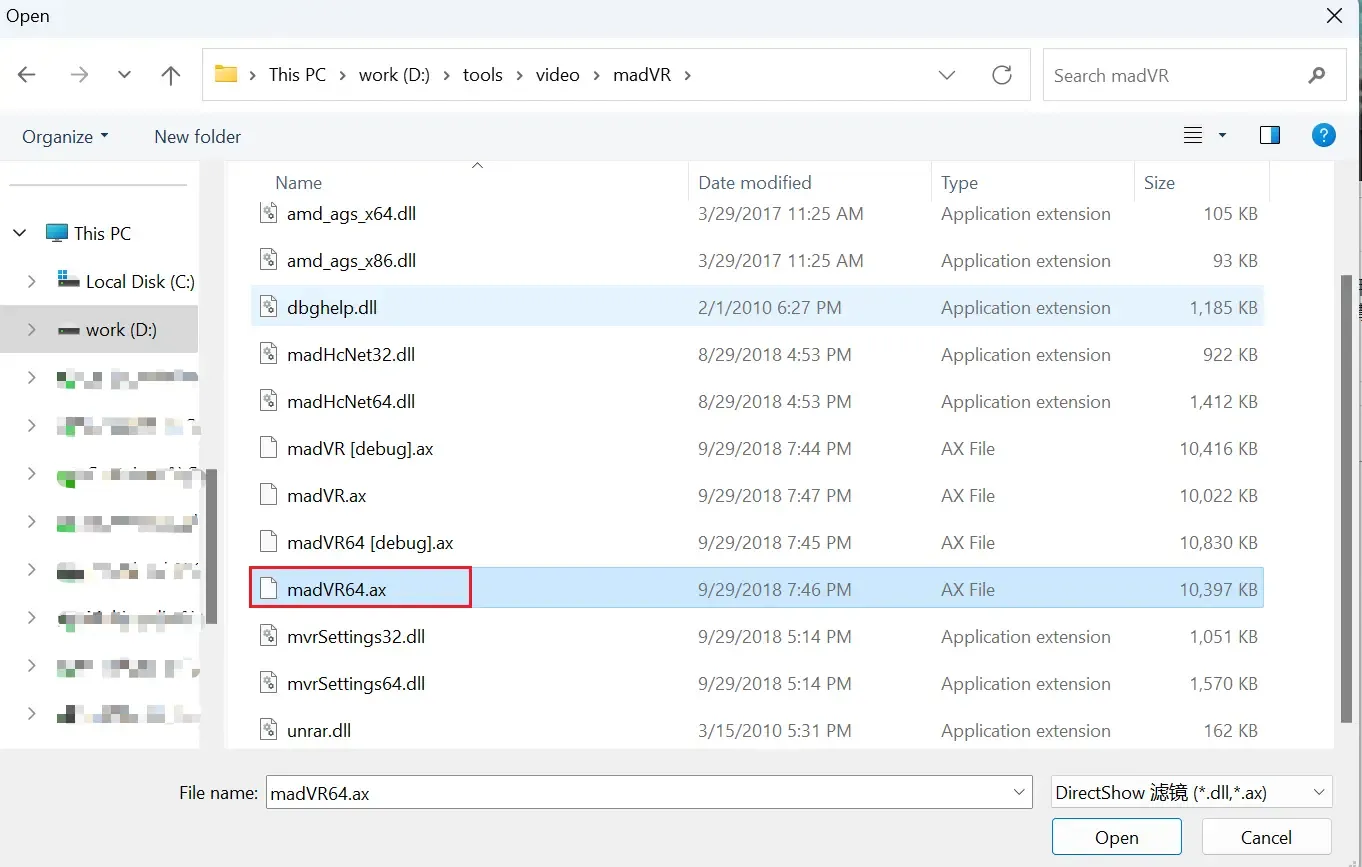 Open
This PC work (D:) tools video madVR
Search madVR
Organize New folder
Name Date modified Type Size
This PC
Local Disk (C:)
work (D:)
amd_ags_x64.dll 3/29/2017 11:25 AM Application extension 105 KB
amd_ags_x86.dll 3/29/2017 11:25 AM Application extension 93 KB
dbghelp.dll 2/1/2010 6:27 PM Application extension 1,185 KB
madHcNet32.dll 8/29/2018 4:53 PM Application extension 922 KB
madHcNet64.dll 8/29/2018 4:53 PM Application extension 1,412 KB
madVR [debug].ax 9/29/2018 7:44 PM AX File 10,416 KB
madVR.ax 9/29/2018 7:47 PM AX File 10,022 KB
madVR64 [debug].ax 9/29/2018 7:45 PM AX File 10,830 KB
madVR64.ax 9/29/2018 7:46 PM AX File 10,397 KB
mvrSettings32.dll 9/29/2018 5:14 PM Application extension 1,051 KB
mvrSettings64.dll 9/29/2018 5:14 PM Application extension 1,570 KB
unrar.dll 3/15/2010 5:31 PM Application extension 162 KB
File name: madVR64.ax DirectShow 滤镜 (*.dll,*.ax)
Open Cancel